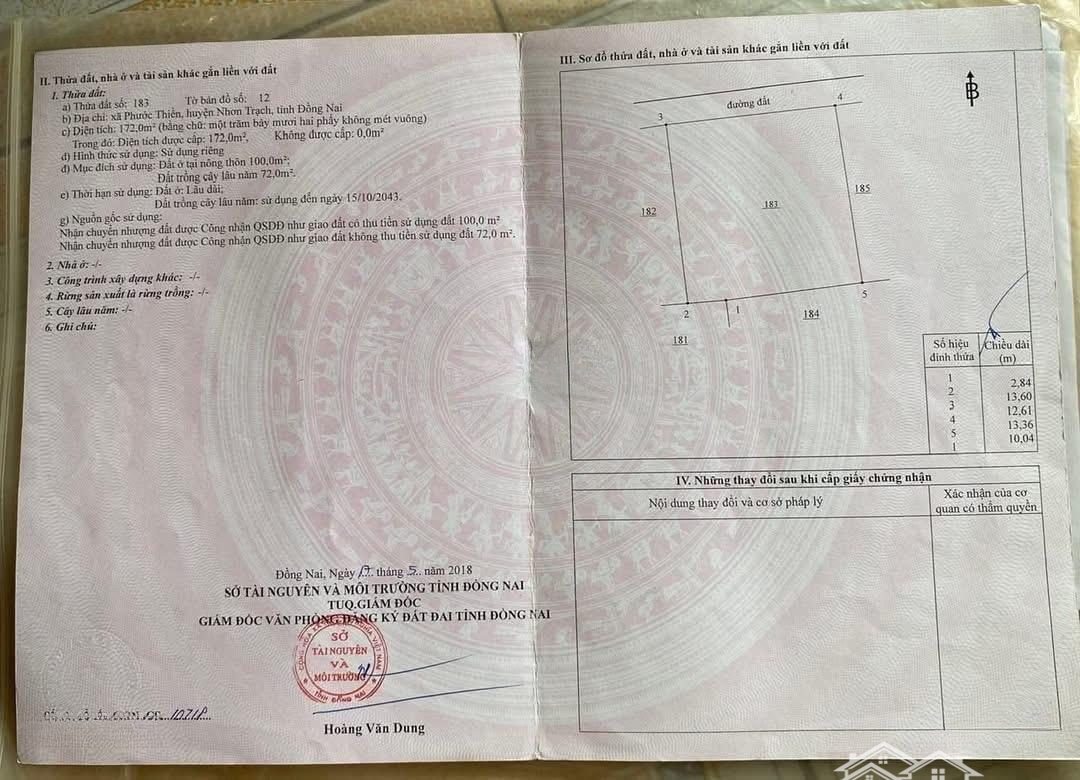 II. Thửa đất, nhà ở và tài sản khác gắn liền với đất
1. Thửa đất:
a) Thửa đất số: 183 Tờ bản đồ số: 12
b) Địa chỉ: xã Phước Thiền, huyện Nhơn Trạch, tỉnh Đồng Nai
c) Diện tích: 172,0m² (bằng chữ: một trăm bảy mươi hai phẩy không mét vuông)
Trong đó: Diện tích được cấp: 172,0m², Không được cấp: 0,0m²
d) Hình thức sử dụng: Sử dụng riêng
đ) Mục đích sử dụng: Đất ở tại nông thôn 100,0m²;
Đất trồng cây lâu năm 72,0m².
e) Thời hạn sử dụng: Đất ở: Lâu dài;
Đất trồng cây lâu năm: sử dụng đến ngày 15/10/2043.
g) Nguồn gốc sử dụng:
Nhận chuyển nhượng đất được Công nhận QSDĐ như giao đất có thu tiền sử dụng đất 100,0 m²
Nhận chuyển nhượng đất được Công nhận QSDĐ như giao đất không thu tiền sử dụng đất 72,0 m².
2. Nhà ở: -/-
3. Công trình xây dựng khác: -/-
4. Rừng sản xuất là rừng trồng: -/-
5. Cây lâu năm: -/-
6. Ghi chú:
Đồng Nai, Ngày 17. tháng 5.. năm 2018
SỞ TÀI NGUYÊN VÀ MÔI TRƯỜNG TỈNH ĐỒNG NAI
TUQ.GIÁM ĐỐC
GIÁM ĐỐC VĂN PHÒNG ĐĂNG KÝ ĐẤT ĐAI TỈNH ĐỒNG NAI
SỞ
TÀI NGUYÊN
VÀ
MÔI TRƯỜNG
TỈNH ĐỒNG NAI
Hoàng Văn Dung
III. Sơ đồ thửa đất, nhà ở và tài sản khác gắn liền với đất
B
đường đất
3
4
182
183
185
2
1
5
184
181
Số hiệu đỉnh thửa Chiều dài (m)
1
2,84
2
13,60
3
12,61
4
13,36
5
10,04
1
IV. Những thay đổi sau khi cấp giấy chứng nhận
Nội dung thay đổi và cơ sở pháp lý
Xác nhận của cơ
quan có thẩm quyền